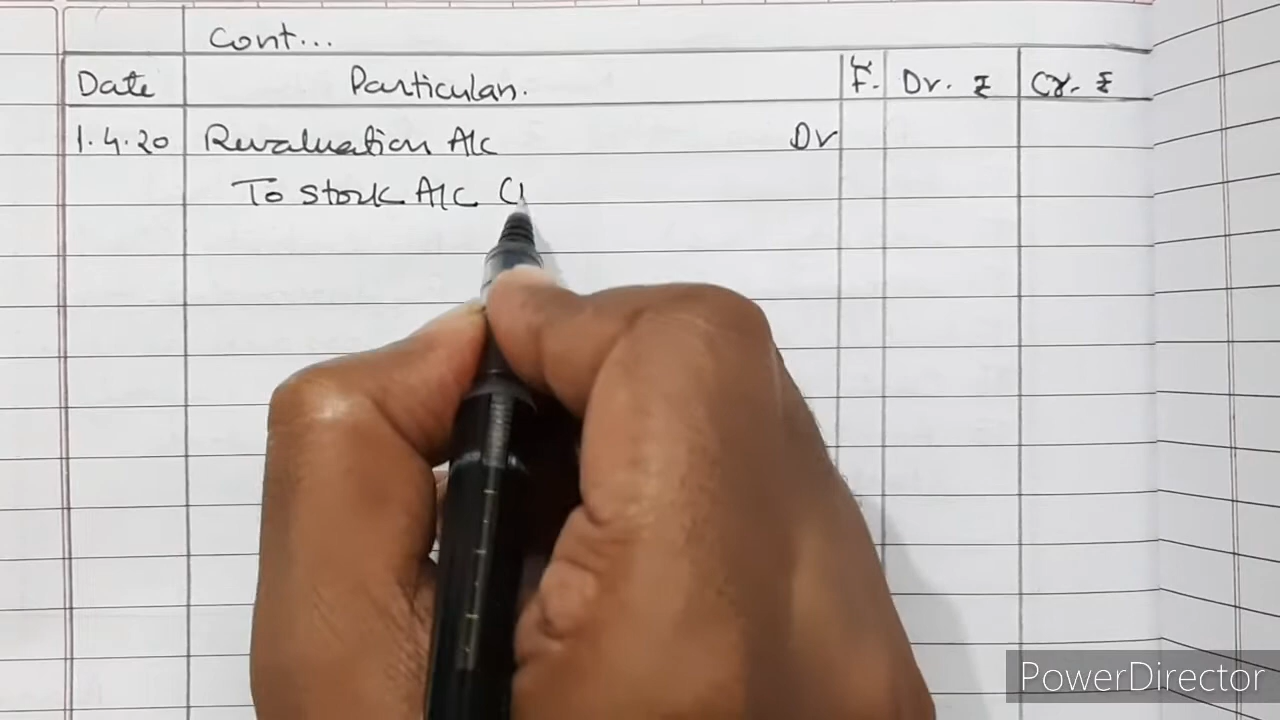 Cont...
Date Particulars. L.F. Dr. ₹ Cr. ₹
1.4.20 Revaluation A/c Dr
To Stock A/c (
PowerDirector